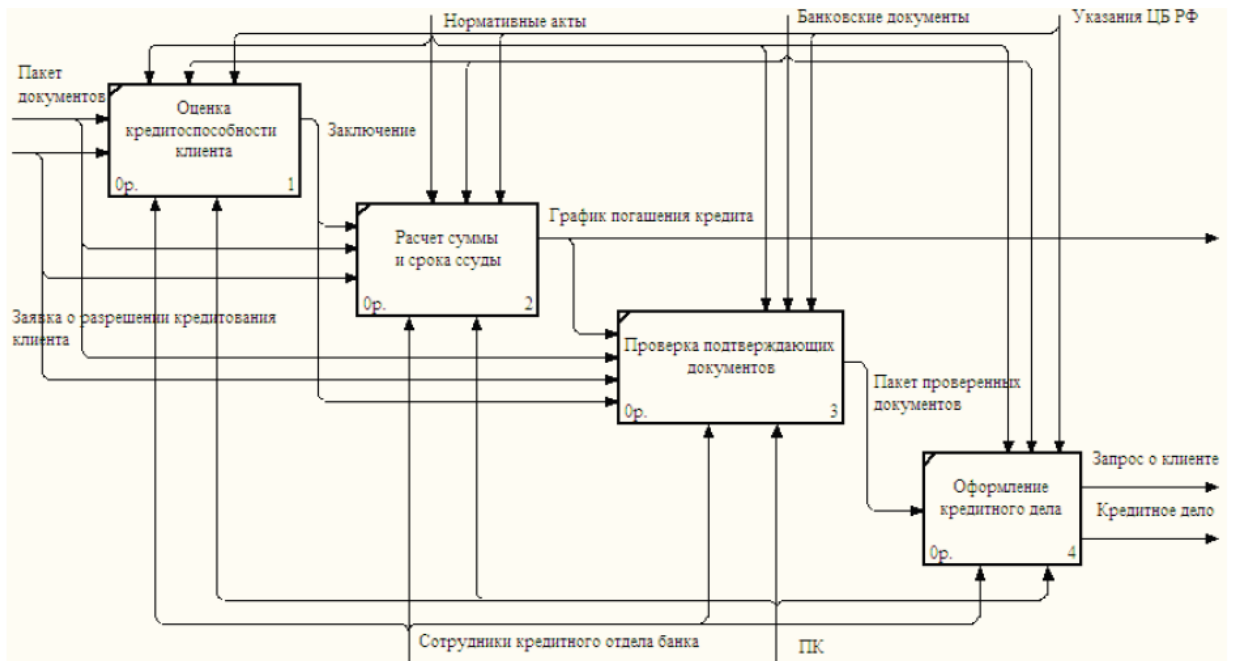 Нормативные акты
Банковские документы
Указания ЦБ РФ
Пакет
документов
Оценка
кредитоспособности
клиента
0р.
1
Заключение
График погашения кредита
Расчет суммы
и срока ссуды
0р.
2
Заявка о разрешении кредитования
клиента
Проверка подтверждающих
документов
0р.
3
Пакет проверенных
документов
Запрос о клиенте
Оформление
кредитного дела
Кредитное дело
0р.
4
Сотрудники кредитного отдела банка
ПК